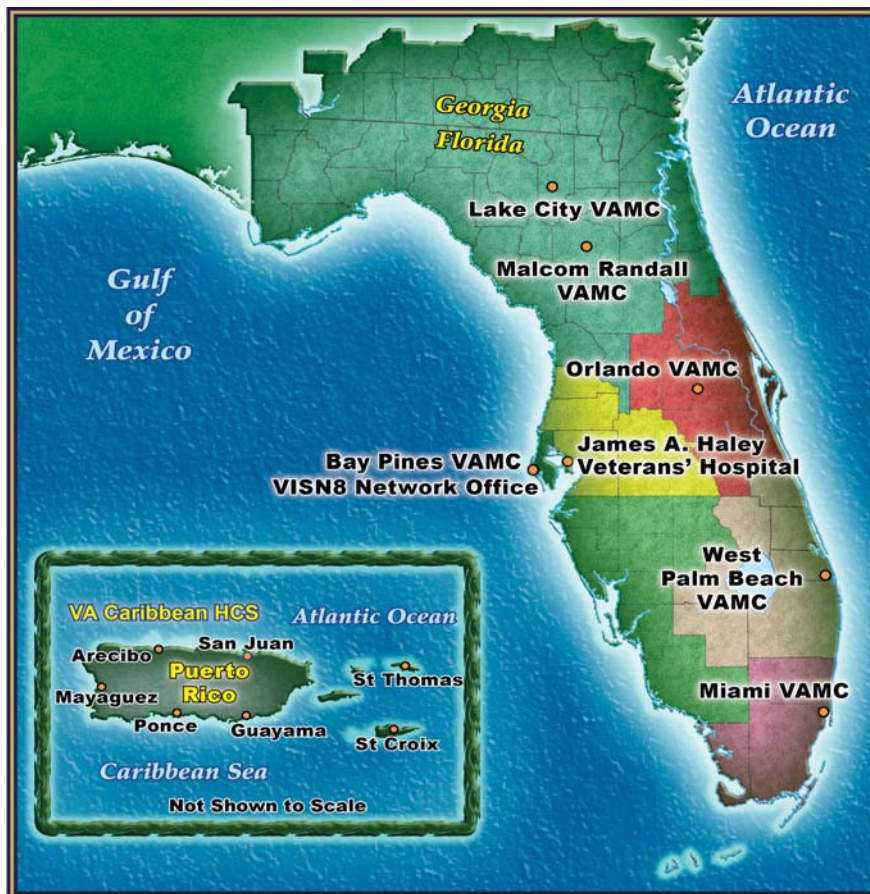 Georgia
Florida
Atlantic
Ocean
Lake City VAMC
Malcom Randall
VAMC
Gulf
of
Mexico
Orlando VAMC
James A. Haley
Veterans' Hospital
Bay Pines VAMC
VISN8 Network Office
West
Palm Beach
VAMC
Miami VAMC
VA Caribbean HCS
Atlantic Ocean
San Juan
Arecibo
Puerto
Rico
St Thomas
Mayaguez
Ponce
Guayama
St Croix
Caribbean Sea
Not Shown to Scale